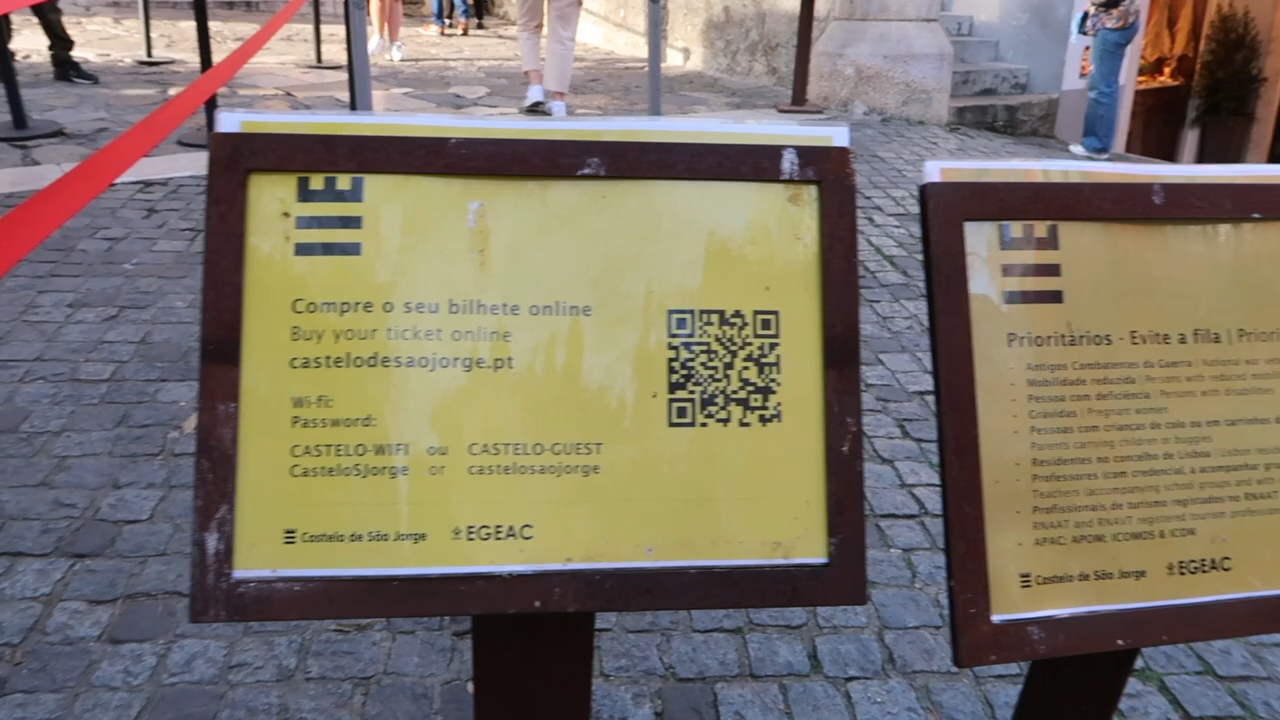 Compre o seu bilhete online
Buy your ticket online
castelodesaojorge.pt
Wi-fi:
Password:
CASTELO-WIFI ou CASTELO-GUEST
CasteloSJorge or castelosaojorge
Castelo de São Jorge EGEAC
Prioritários - Evite a fila | Priori
- Antigos Combatentes da Guerra | National war
- Mobilidade reduzida | Persons with reduced
- Pessoa com deficiência | Persons with disabilities
- Grávidas | Pregnant women
- Pessoas com crianças de colo ou em carrinhos
Parents carrying children or buggies
- Residentes no concelho de Lisboa | Lisbon
- Professores (com credencial, a acompanhar
Teachers (accompanying school groups and with
- Profissionais de turismo registados no RNAAT
RNAAT and RNAVT registered tourism
- APAC; APOM; ICOMOS & ICOM
Castelo de São Jorge EGEAC